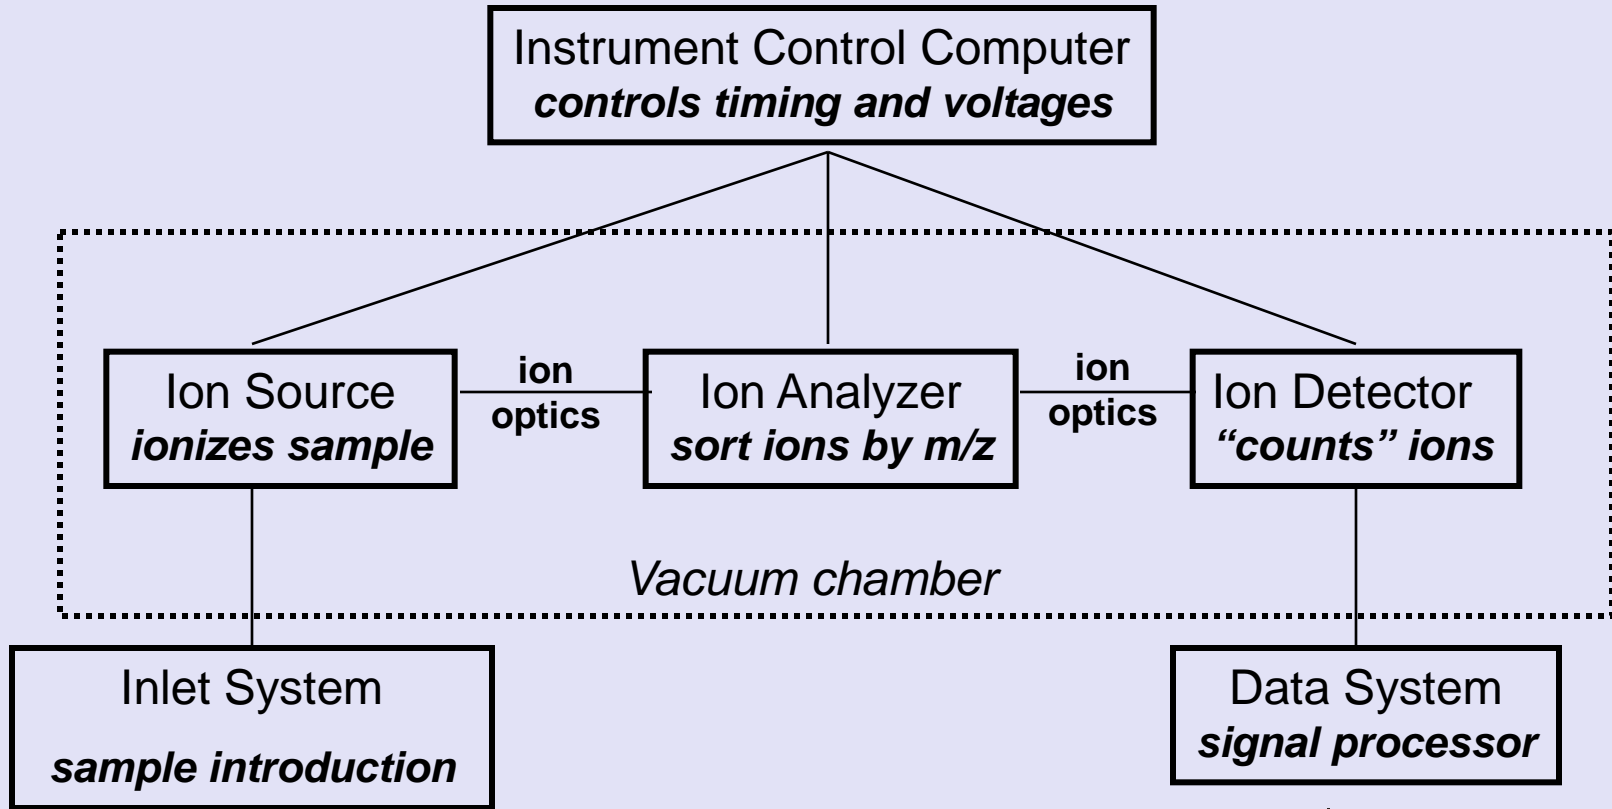 Instrument Control Computer
controls timing and voltages
ion
optics
ion
optics
Ion Source
ionizes sample
Ion Analyzer
sort ions by m/z
Ion Detector
“counts” ions
Vacuum chamber
Inlet System
sample introduction
Data System
signal processor